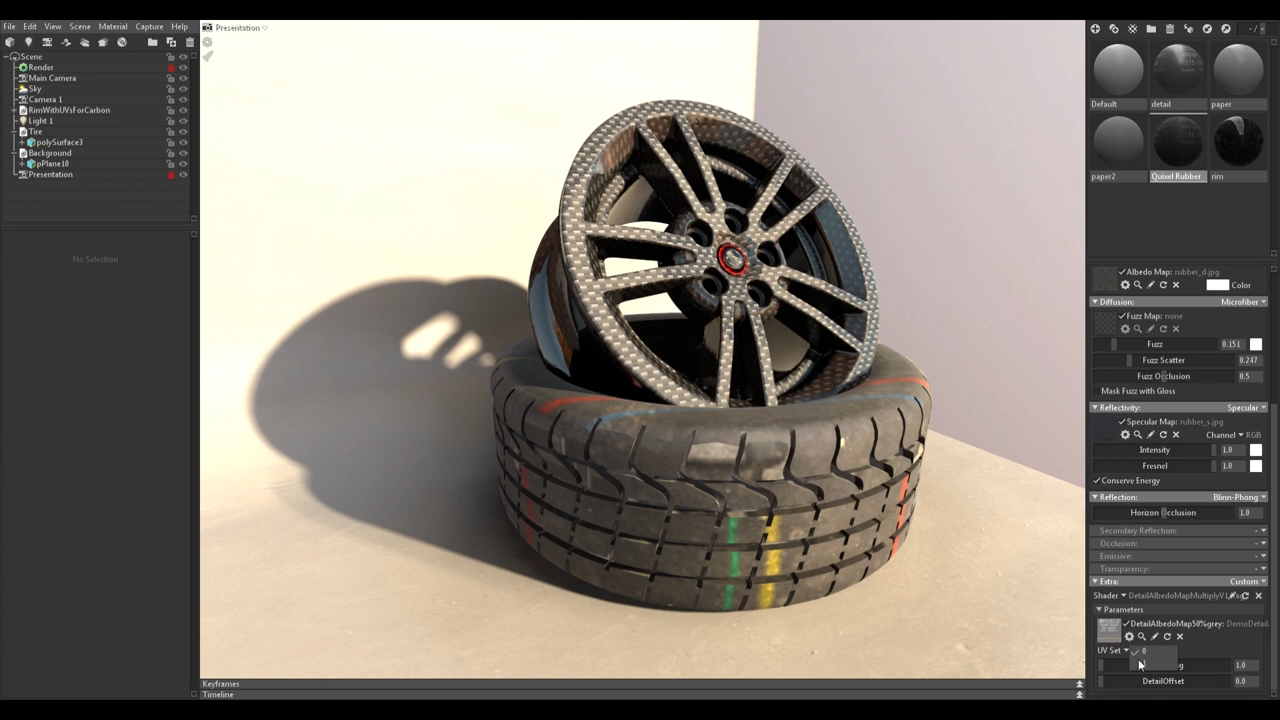 File Edit View Scene Material Capture Help
Presentation
Scene
Render
Main Camera
Sky
Camera 1
RimWithUVsForCarbon
Light 1
Tire
polySurface3
Background
pPlane10
Presentation
No Selection
Default detail paper
paper2 Quixel Rubber rim
Albedo Map: rubber_d.jpg
Color
Diffusion: Microfiber
Fuzz Map: none
Fuzz 0.151
Fuzz Scatter 0.247
Fuzz Occlusion 0.5
Mask Fuzz with Gloss
Reflectivity: Specular
Specular Map: rubber_s.jpg
Channel RGB
Intensity 1.0
Fresnel 1.0
Conserve Energy
Reflection: Blinn-Phong
Horizon Occlusion 1.0
Secondary Reflection: -
Occlusion: -
Emissive: -
Transparency: -
Extra: Custom
Shader DetailAlbedoMapMultiplyV1
Parameters
DetailAlbedoMap50%grey: DemoDetail
UV Set 0
g 1.0
DetailOffset 0.0
Keyframes
Timeline